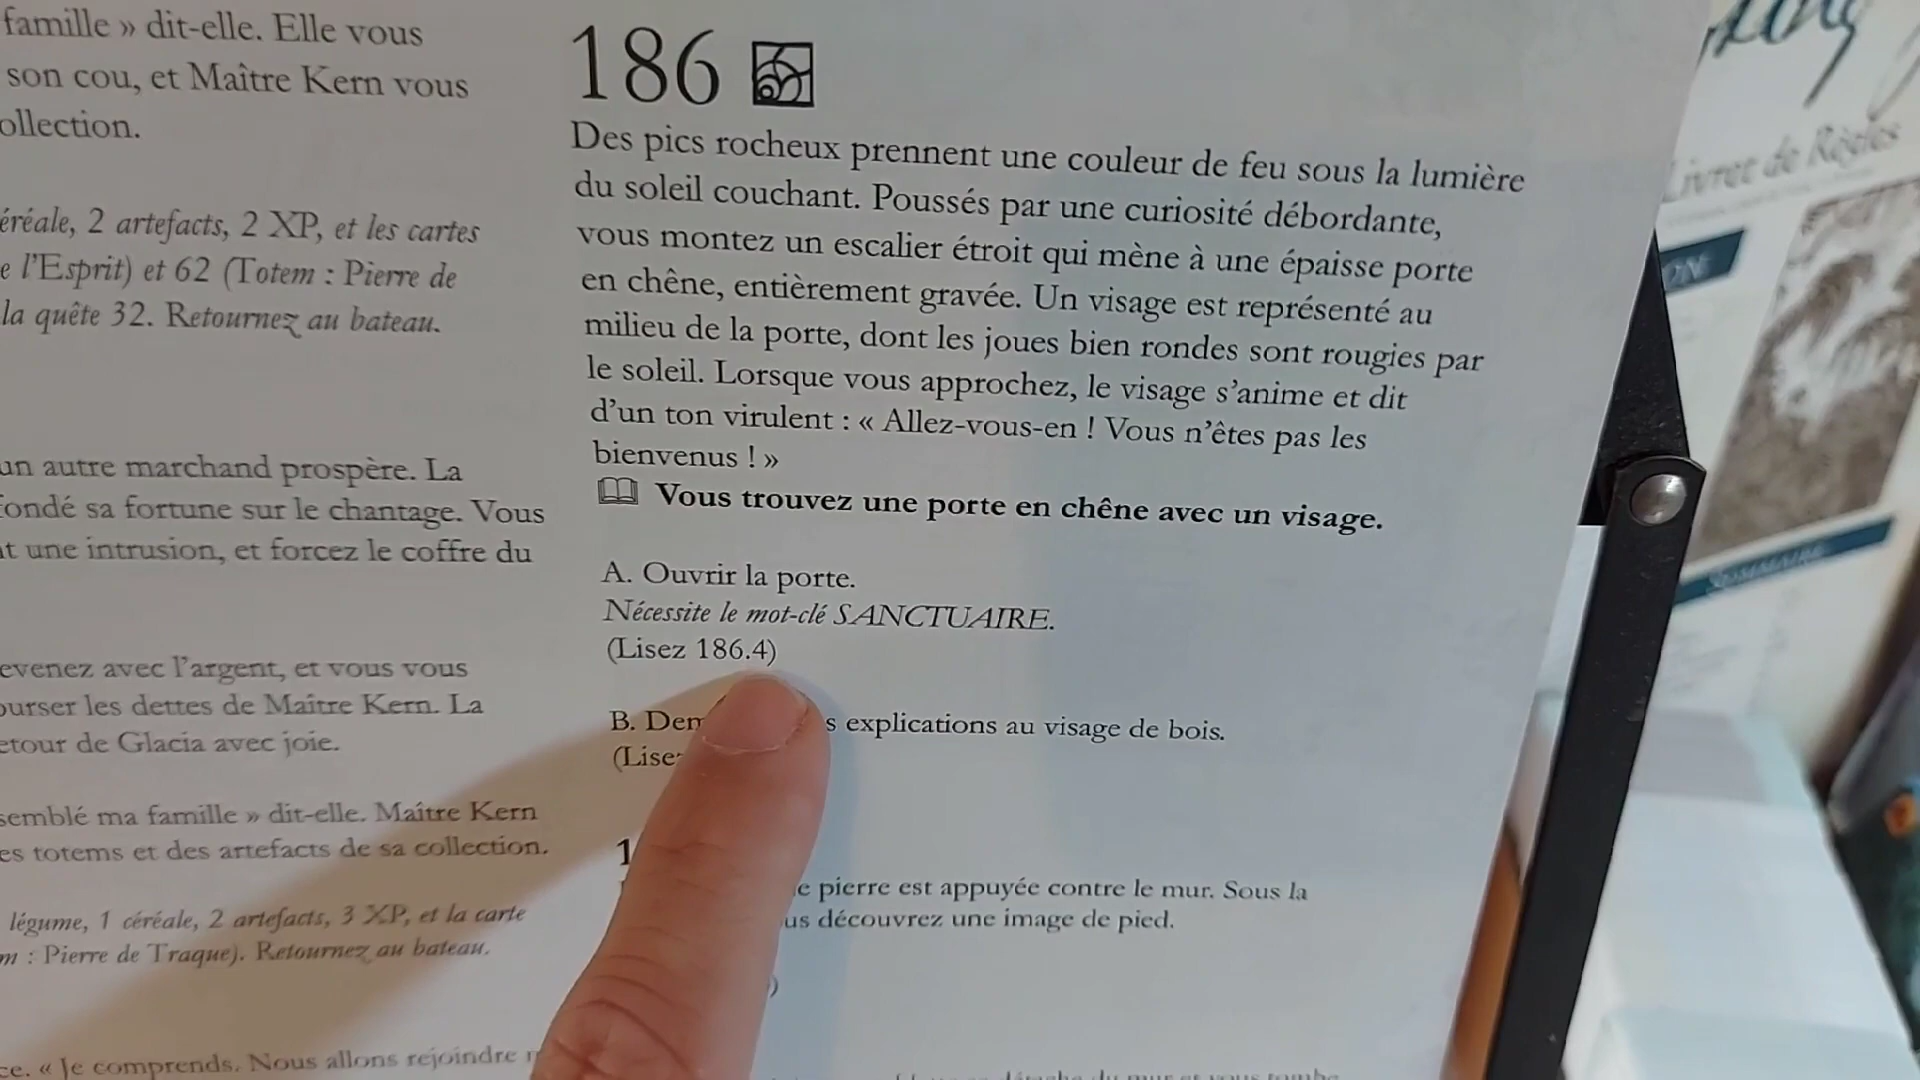 famille » dit-elle. Elle vous
son cou, et Maître Kern vous
ollection.
éréale, 2 artefacts, 2 XP, et les cartes
e l'Esprit) et 62 (Totem : Pierre de
la quête 32. Retournez au bateau.
un autre marchand prospère. La
fondé sa fortune sur le chantage. Vous
nt une intrusion, et forcez le coffre du
evenez avec l'argent, et vous vous
ourser les dettes de Maître Kern. La
etour de Glacia avec joie.
semblé ma famille » dit-elle. Maître Kern
es totems et des artefacts de sa collection.
légume, 1 céréale, 2 artefacts, 3 XP, et la carte
m : Pierre de Traque). Retournez au bateau.
ce. « Je comprends. Nous allons rejoindre
186
Des pics rocheux prennent une couleur de feu sous la lumière
du soleil couchant. Poussés par une curiosité débordante,
vous montez un escalier étroit qui mène à une épaisse porte
en chêne, entièrement gravée. Un visage est représenté au
milieu de la porte, dont les joues bien rondes sont rougies par
le soleil. Lorsque vous approchez, le visage s'anime et dit
d'un ton virulent : « Allez-vous-en ! Vous n'êtes pas les
bienvenus ! »
Vous trouvez une porte en chêne avec un visage.
A. Ouvrir la porte.
Nécessite le mot-clé SANCTUAIRE.
(Lisez 186.4)
B. Dem s explications au visage de bois.
(Lise
1
e pierre est appuyée contre le mur. Sous la
us découvrez une image de pied.
)
Livret de Règles
SOMMAIRE